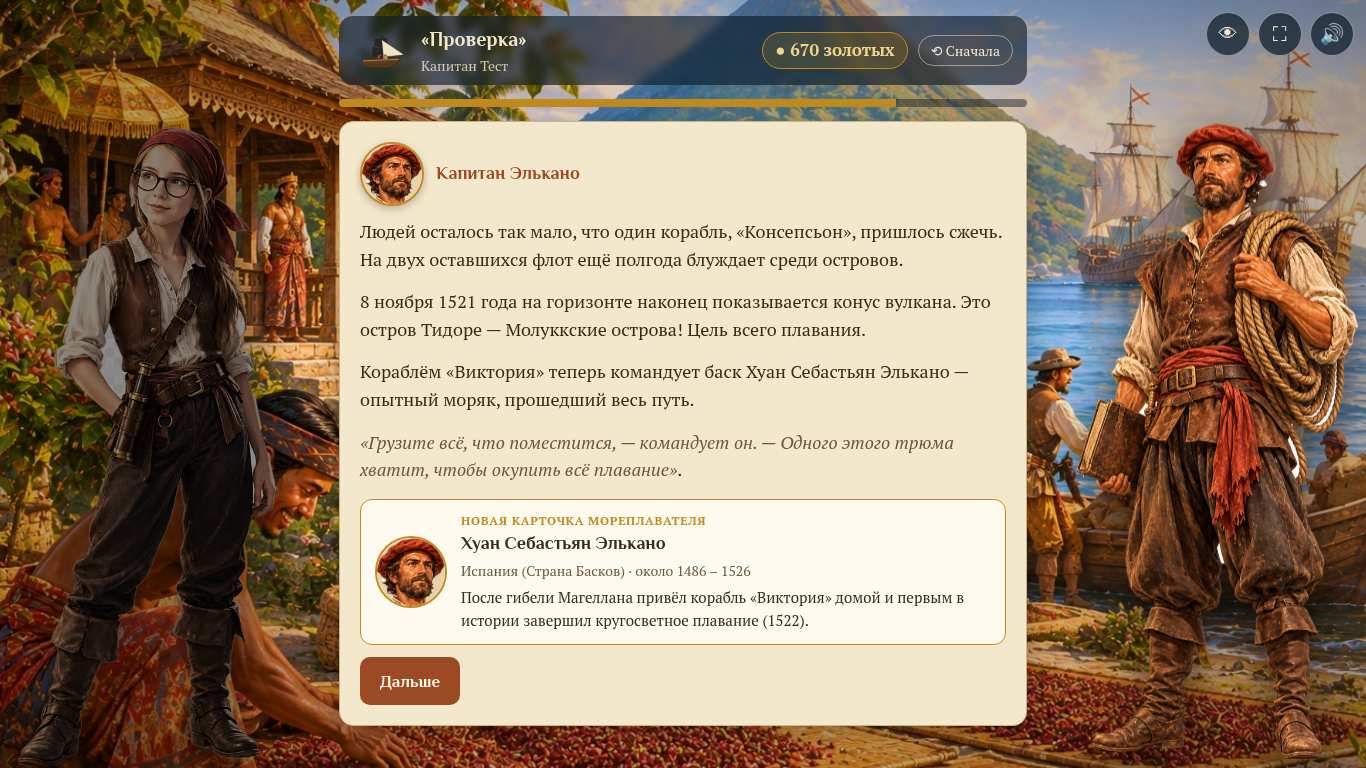 «Проверка»
Капитан Тест
● 670 золотых
⟲ Сначала
Капитан Элькано
Людей осталось так мало, что один корабль, «Консепсьон», пришлось сжечь.
На двух оставшихся флот ещё полгода блуждает среди островов.
8 ноября 1521 года на горизонте наконец показывается конус вулкана. Это
остров Тидоре — Молуккские острова! Цель всего плавания.
Кораблём «Виктория» теперь командует баск Хуан Себастьян Элькано —
опытный моряк, прошедший весь путь.
«Грузите всё, что поместится, — командует он. — Одного этого трюма
хватит, чтобы окупить всё плавание».
НОВАЯ КАРТОЧКА МОРЕПЛАВАТЕЛЯ
Хуан Себастьян Элькано
Испания (Страна Басков) · около 1486 – 1526
После гибели Магеллана привёл корабль «Виктория» домой и первым в
истории завершил кругосветное плавание (1522).
Дальше